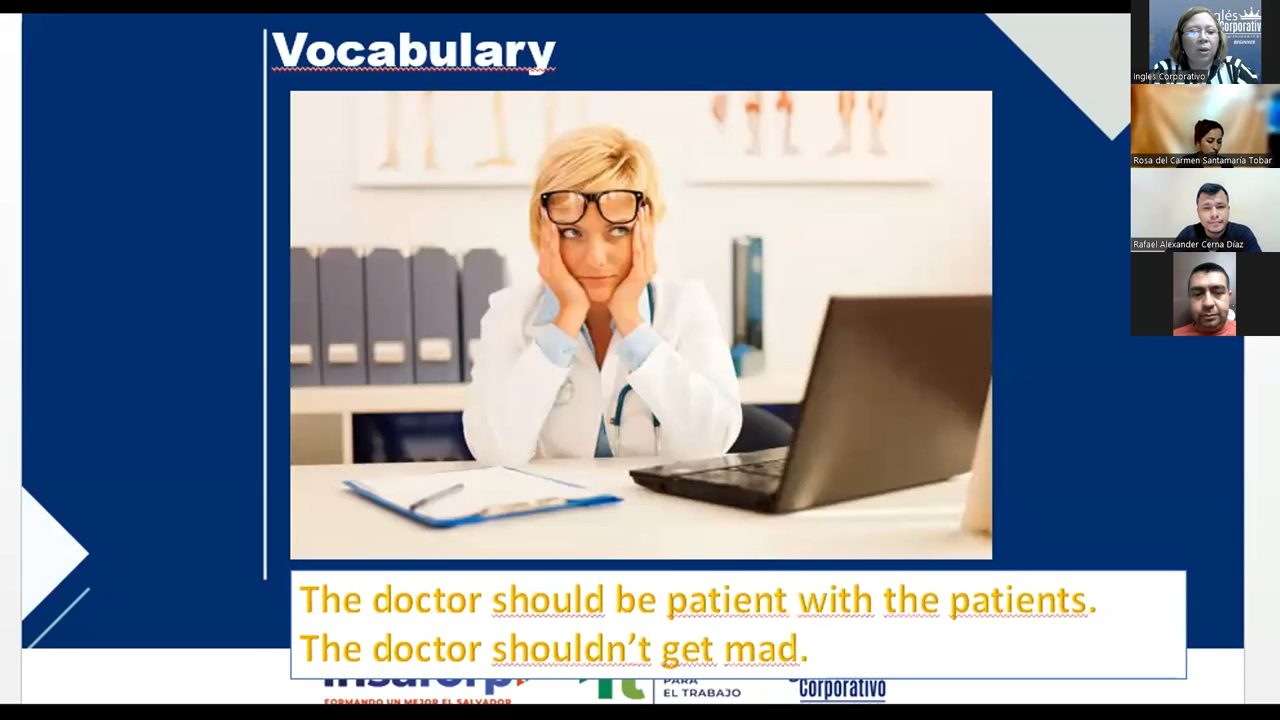 Vocabulary
The doctor should be patient with the patients.
The doctor shouldn't get mad.
PARA
EL TRABAJO
Corporativo
FORMANDO UN MEJOR EL SALVADOR
Inglés Corporativo
Rosa del Carmen Santamaría Tobar
Rafael Alexander Cerna Díaz